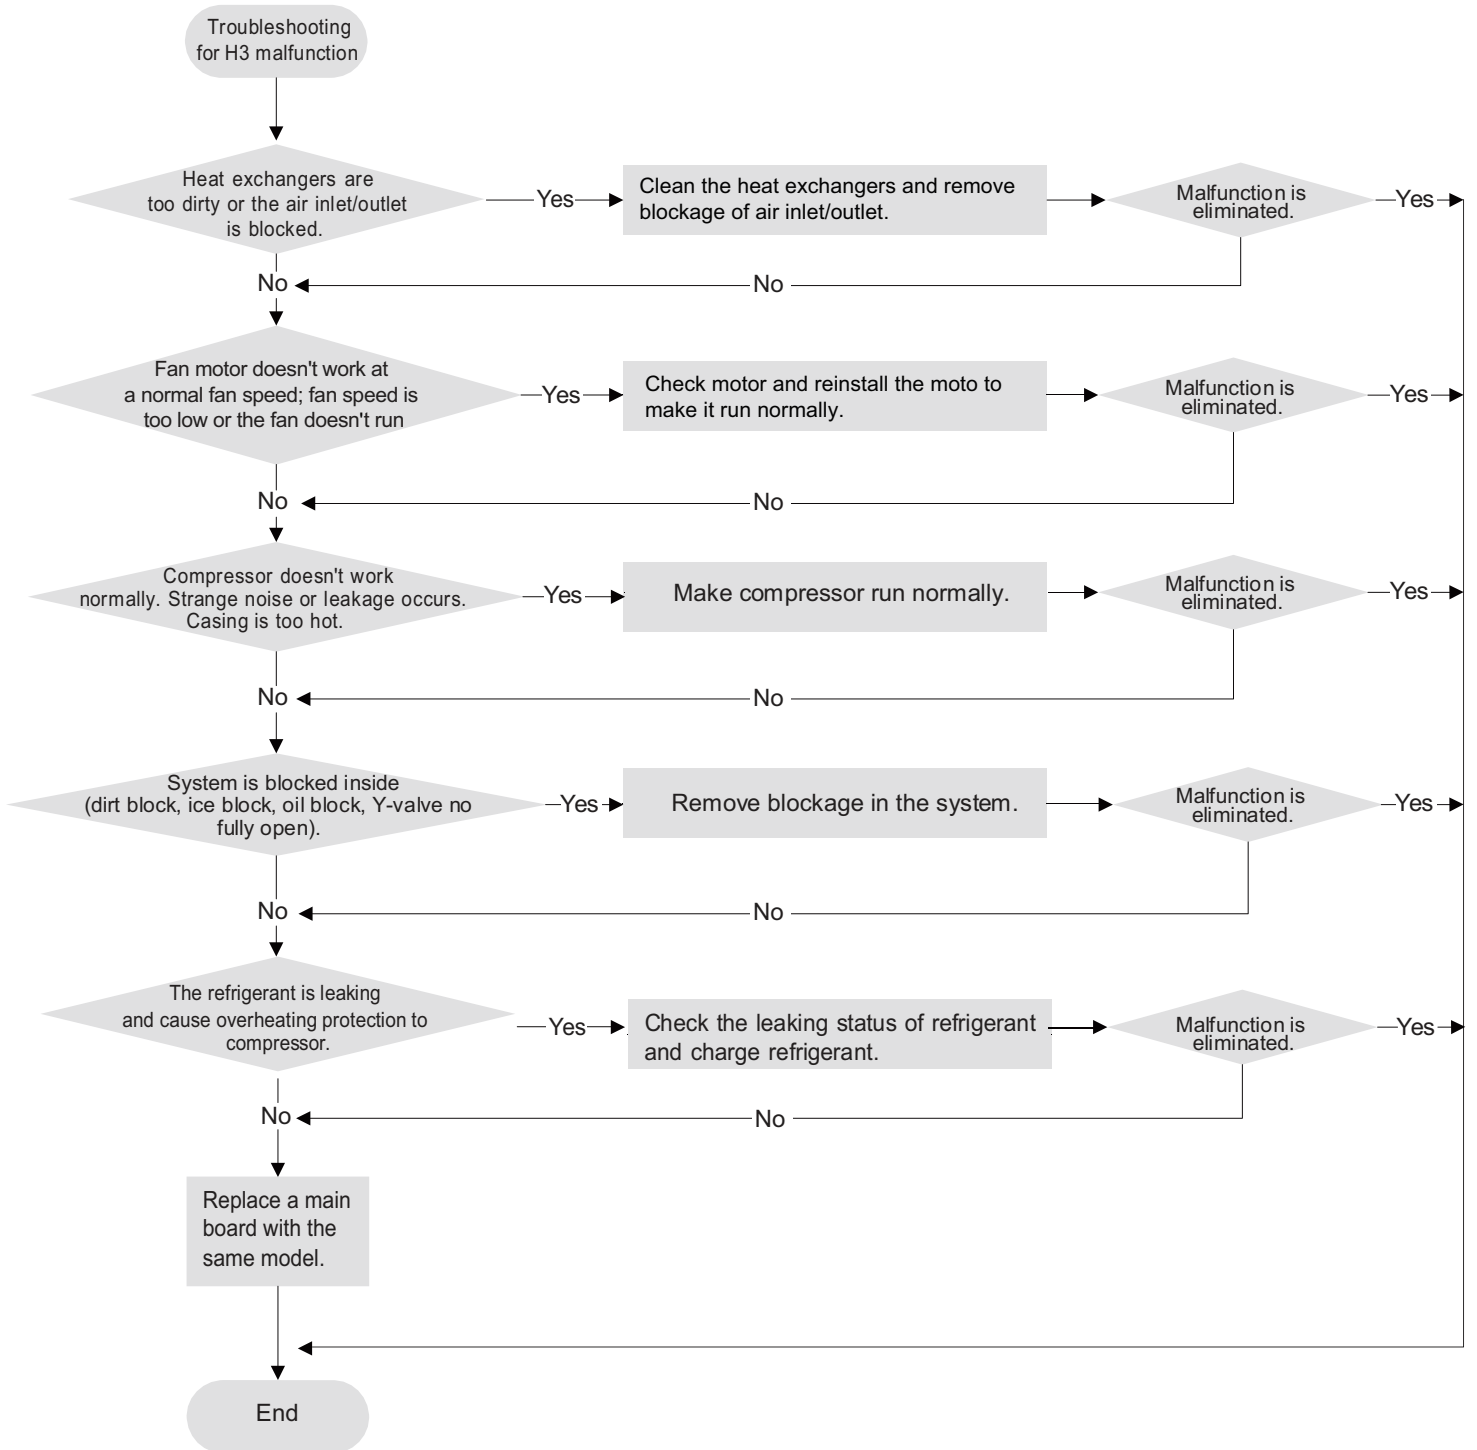 Troubleshooting
for H3 malfunction
Heat exchangers are
too dirty or the air inlet/outlet
is blocked.
Yes
Clean the heat exchangers and remove
blockage of air inlet/outlet.
Malfunction is
eliminated.
Yes
No
No
Fan motor doesn't work at
a normal fan speed; fan speed is
too low or the fan doesn't run
Yes
Check motor and reinstall the moto to
make it run normally.
Malfunction is
eliminated.
Yes
No
No
Compressor doesn't work
normally. Strange noise or leakage occurs.
Casing is too hot.
Yes
Make compressor run normally.
Malfunction is
eliminated.
Yes
No
No
System is blocked inside
(dirt block, ice block, oil block, Y-valve no
fully open).
Yes
Remove blockage in the system.
Malfunction is
eliminated.
Yes
No
No
The refrigerant is leaking
and cause overheating protection to
compressor.
Yes
Check the leaking status of refrigerant
and charge refrigerant.
Malfunction is
eliminated.
Yes
No
No
Replace a main
board with the
same model.
End